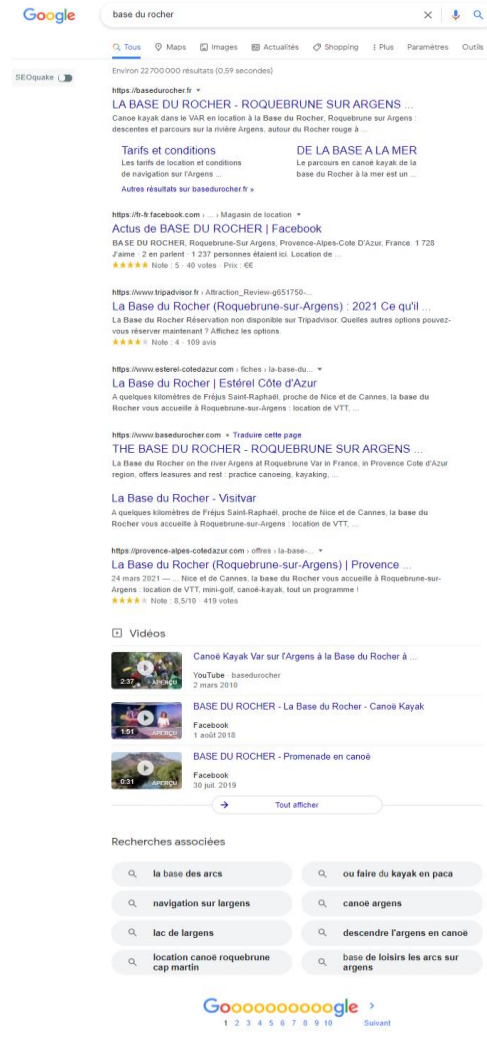 Google
base du rocher
Tous Maps Images Actualités Shopping Plus Paramètres Outils
SEOquake
Environ 22 700 000 résultats (0,59 secondes)
https://basedurocher.fr
LA BASE DU ROCHER - ROQUEBRUNE SUR ARGENS ...
Canoe kayak dans le VAR en location à la Base du Rocher, Roquebrune sur Argens :
descentes et parcours sur la rivière Argens, autour du Rocher rouge à ...
Tarifs et conditions
Les tarifs de location et conditions
de navigation sur l'Argens ...
DE LA BASE A LA MER
Le parcours en canoë kayak de la
base du Rocher à la mer est un ...
Autres résultats sur basedurocher.fr »
https://fr-fr.facebook.com › ... › Magasin de location
Actus de BASE DU ROCHER | Facebook
BASE DU ROCHER, Roquebrune-Sur Argens, Provence-Alpes-Cote D'Azur, France. 1 728
J'aime · 2 en parlent · 1 237 personnes étaient ici. Location de ...
★★★★★ Note : 5 · 40 votes · Prix : €€
https://www.tripadvisor.fr › Attraction_Review-g651750-...
La Base du Rocher (Roquebrune-sur-Argens) : 2021 Ce qu'il ...
La Base du Rocher Réservation non disponible sur Tripadvisor. Quelles autres options pouvez-
vous réserver maintenant ? Affichez les options.
★★★★★ Note : 4 · 109 avis
https://www.esterel-cotedazur.com › fiches › la-base-du...
La Base du Rocher | Estérel Côte d'Azur
A quelques kilomètres de Fréjus Saint-Raphaël, proche de Nice et de Cannes, la base du
Rocher vous accueille à Roquebrune-sur-Argens : location de VTT, ...
https://www.basedurocher.com • Traduire cette page
THE BASE DU ROCHER - ROQUEBRUNE SUR ARGENS ...
La Base du Rocher on the river Argens at Roquebrune Var in France, in Provence Cote d'Azur
region, offers leasures and rest : practice canoeing, kayaking, ...
La Base du Rocher - Visitvar
A quelques kilomètres de Fréjus Saint-Raphaël, proche de Nice et de Cannes, la base du
Rocher vous accueille à Roquebrune-sur-Argens : location de VTT, ...
https://provence-alpes-cotedazur.com › offres › la-base-...
La Base du Rocher (Roquebrune-sur-Argens) | Provence ...
24 mars 2021 — ... Nice et de Cannes, la base du Rocher vous accueille à Roquebrune-sur-
Argens : location de VTT, mini-golf, canoë-kayak, tout un programme !
★★★★★ Note : 8,5/10 · 419 votes
Vidéos
Canoë Kayak Var sur l'Argens à la Base du Rocher à ...
YouTube · basedurocher
2 mars 2010
2:37 APERÇU
BASE DU ROCHER - La Base du Rocher - Canoë Kayak
Facebook
1 août 2018
1:51 APERÇU
BASE DU ROCHER - Promenade en canoë
Facebook
30 juil. 2019
0:31 APERÇU
Tout afficher
Recherches associées
la base des arcs
ou faire du kayak en paca
navigation sur largens
canoë argens
lac de largens
descendre l'argens en canoë
location canoë roquebrune
cap martin
base de loisirs les arcs sur
argens
Goooooooooogle
1 2 3 4 5 6 7 8 9 10 Suivant